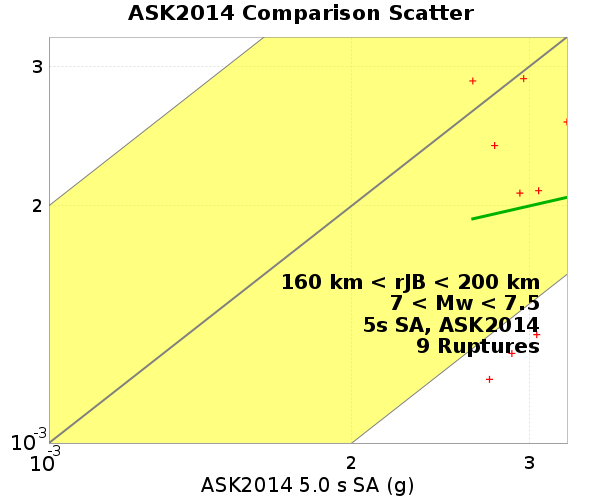 ASK2014 Comparison Scatter
3
2
160 km < rJB < 200 km
7 < Mw < 7.5
5s SA, ASK2014
9 Ruptures
10-3
10-3 2 3
ASK2014 5.0 s SA (g)